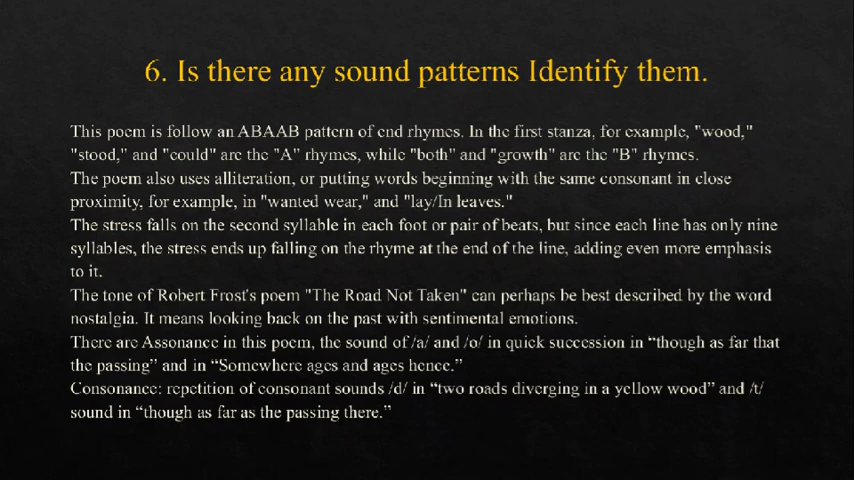 6. Is there any sound patterns Identify them.
This poem is follow an ABAAB pattern of end rhymes. In the first stanza, for example, "wood,"
"stood," and "could" are the "A" rhymes, while "both" and "growth" are the "B" rhymes.
The poem also uses alliteration, or putting words beginning with the same consonant in close
proximity, for example, in "wanted wear," and "lay/In leaves."
The stress falls on the second syllable in each foot or pair of beats, but since each line has only nine
syllables, the stress ends up falling on the rhyme at the end of the line, adding even more emphasis
to it.
The tone of Robert Frost's poem "The Road Not Taken" can perhaps be best described by the word
nostalgia. It means looking back on the past with sentimental emotions.
There are Assonance in this poem, the sound of /a/ and /o/ in quick succession in “though as far that
the passing” and in “Somewhere ages and ages hence.”
Consonance: repetition of consonant sounds /d/ in “two roads diverging in a yellow wood” and /t/
sound in “though as far as the passing there.”